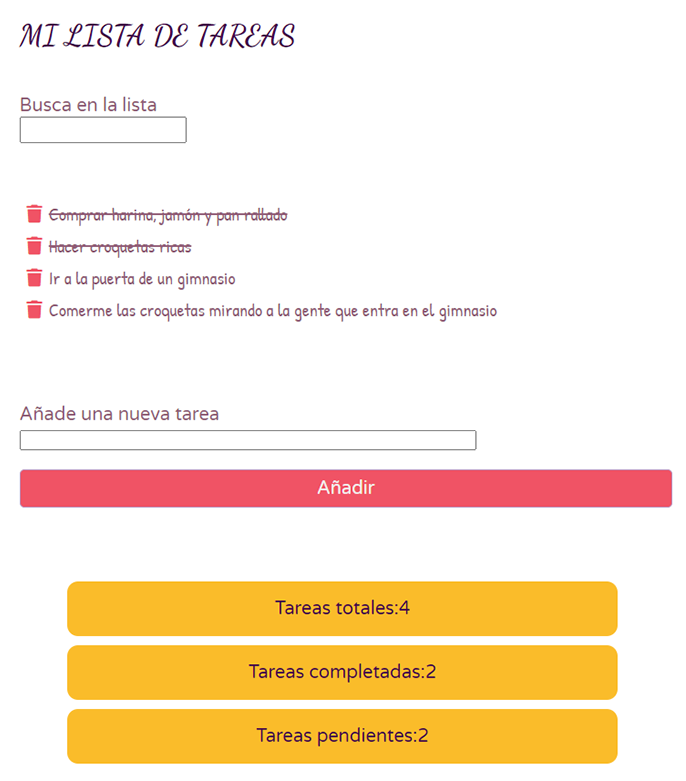 MI LISTA DE TAREAS
Busca en la lista
Comprar harina, jamón y pan rallado
Hacer croquetas ricas
Ir a la puerta de un gimnasio
Comerme las croquetas mirando a la gente que entra en el gimnasio
Añade una nueva tarea
Añadir
Tareas totales:4
Tareas completadas:2
Tareas pendientes:2